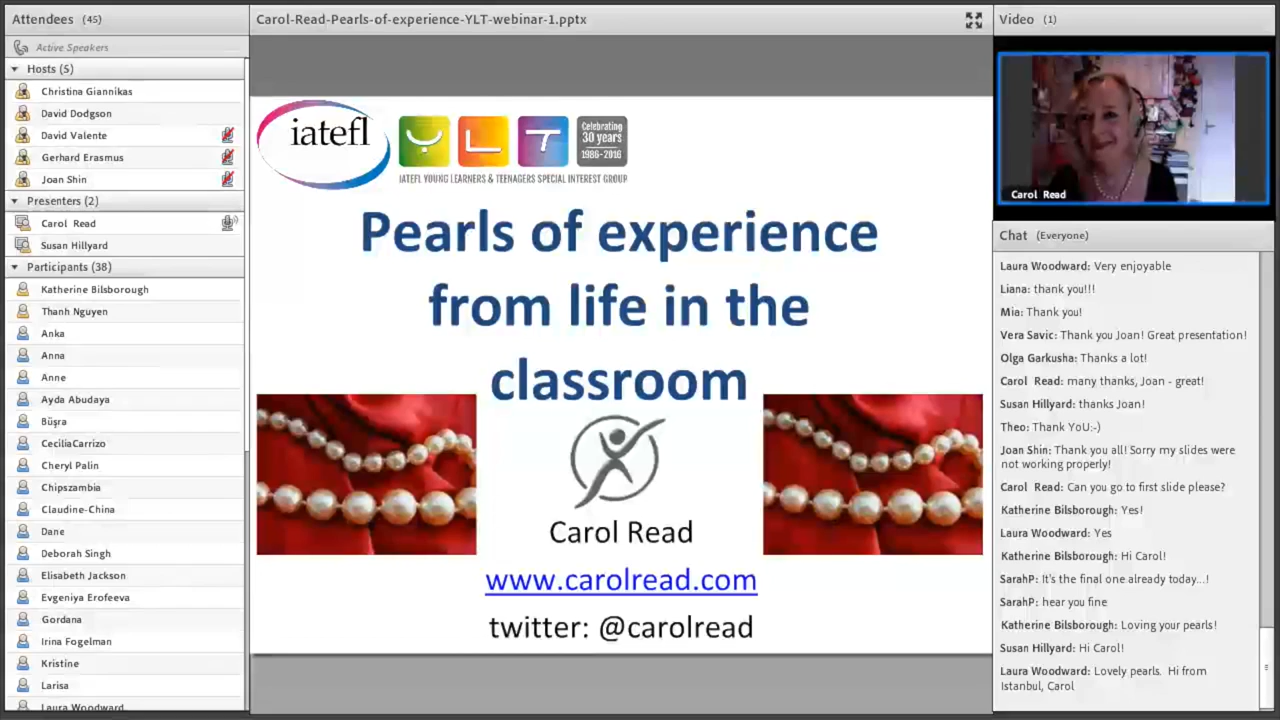 Attendees (45)
Active Speakers
Hosts (5)
Christina Giannikas
David Dodgson
David Valente
Gerhard Erasmus
Joan Shin
Presenters (2)
Carol Read
Susan Hillyard
Participants (38)
Katherine Bilsborough
Thanh Nguyen
Anka
Anna
Anne
Ayda Abudaya
Büşra
CeciliaCarrizo
Cheryl Palin
Chipszambia
Claudine-China
Dane
Deborah Singh
Elisabeth Jackson
Evgeniya Erofeeva
Gordana
Irina Fogelman
Kristine
Larisa
Laura Woodward
Carol-Read-Pearls-of-experience-YLT-webinar-1.pptx
iatefl
YLT
Celebrating
30 years
1986-2016
IATEFL YOUNG LEARNERS & TEENAGERS SPECIAL INTEREST GROUP
Pearls of experience
from life in the
classroom
Carol Read
www.carolread.com
twitter: @carolread
Video (1)
Carol Read
Chat (Everyone)
Laura Woodward: Very enjoyable
Liana: thank you!!!
Mia: Thank you!
Vera Savic: Thank you Joan! Great presentation!
Olga Garkusha: Thanks a lot!
Carol Read: many thanks, Joan - great!
Susan Hillyard: thanks Joan!
Theo: Thank YoU:-)
Joan Shin: Thank you all! Sorry my slides were
not working properly!
Carol Read: Can you go to first slide please?
Katherine Bilsborough: Yes!
Laura Woodward: Yes
Katherine Bilsborough: Hi Carol!
SarahP: It's the final one already today...!
SarahP: hear you fine
Katherine Bilsborough: Loving your pearls!
Susan Hillyard: Hi Carol!
Laura Woodward: Lovely pearls. Hi from
Istanbul, Carol